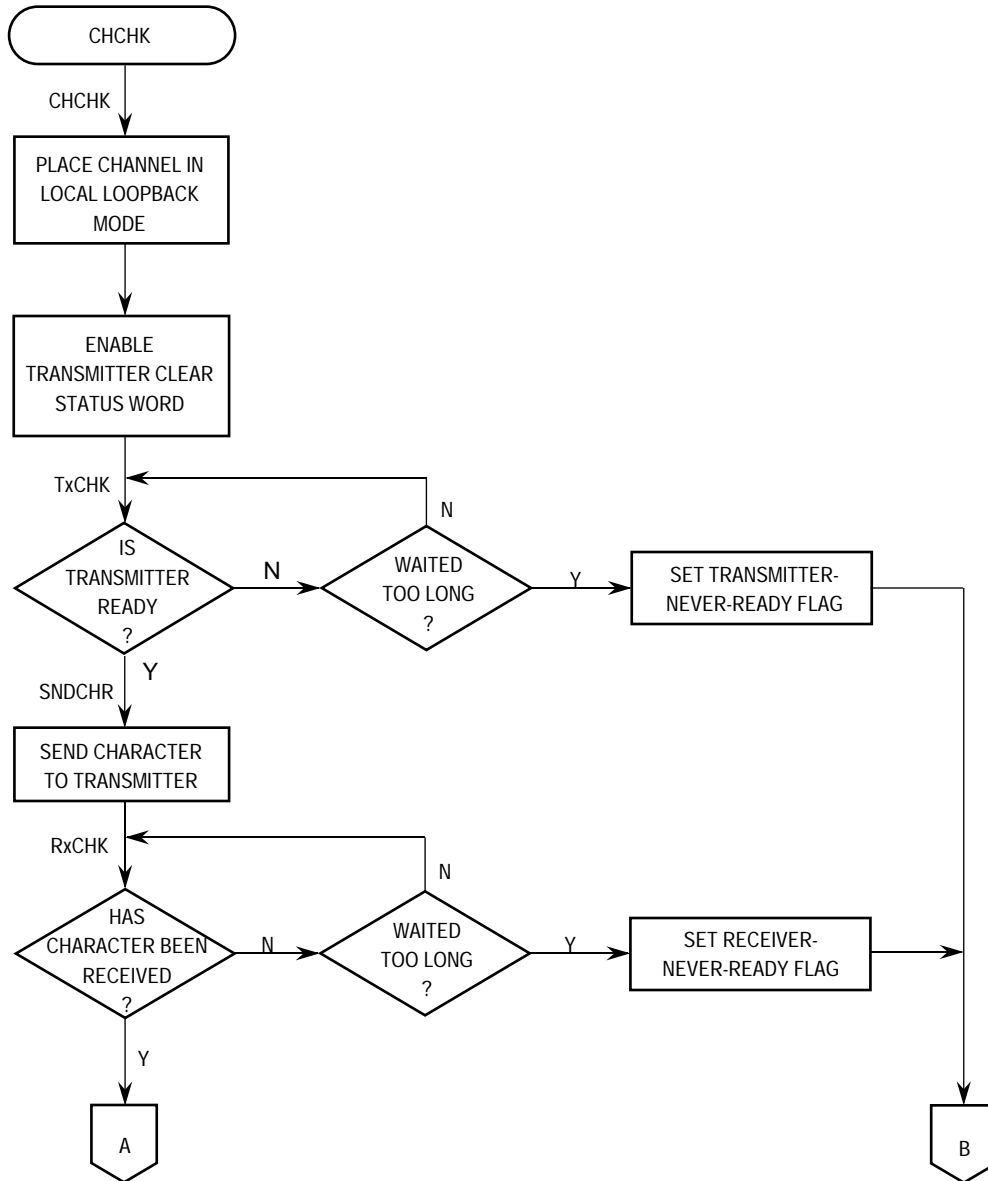 CHCHK
CHCHK
PLACE CHANNEL IN
LOCAL LOOPBACK
MODE
ENABLE
TRANSMITTER CLEAR
STATUS WORD
TxCHK
N
IS
TRANSMITTER
READY
?
N
WAITED
TOO LONG
?
Y
SET TRANSMITTER-
NEVER-READY FLAG
Y
SNDCHR
SEND CHARACTER
TO TRANSMITTER
RxCHK
N
HAS
CHARACTER BEEN
RECEIVED
?
N
WAITED
TOO LONG
?
Y
SET RECEIVER-
NEVER-READY FLAG
Y
A
B